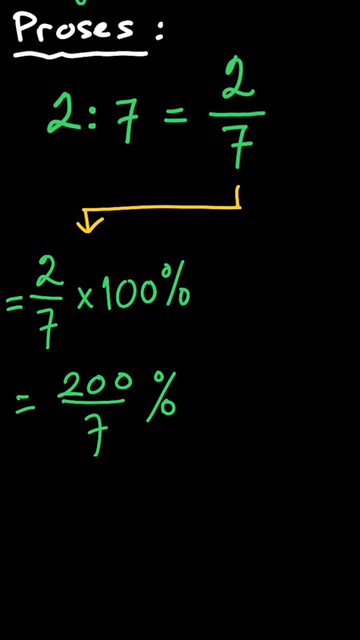 Proses :
2 : 7 = 2/7
= 2/7 × 100%
= 200/7 %